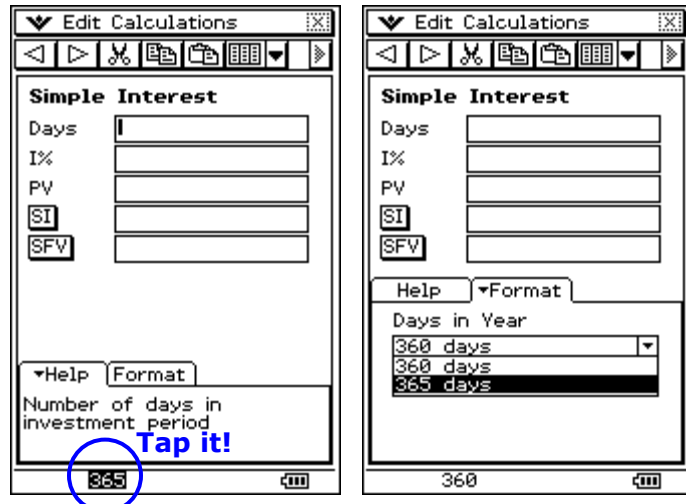 Edit Calculations
Simple Interest
Days
I%
PV
SI
SFV
Help Format
Number of days in
investment period
Tap it!
365
Edit Calculations
Simple Interest
Days
I%
PV
SI
SFV
Help Format
Days in Year
360 days
360 days
365 days
360